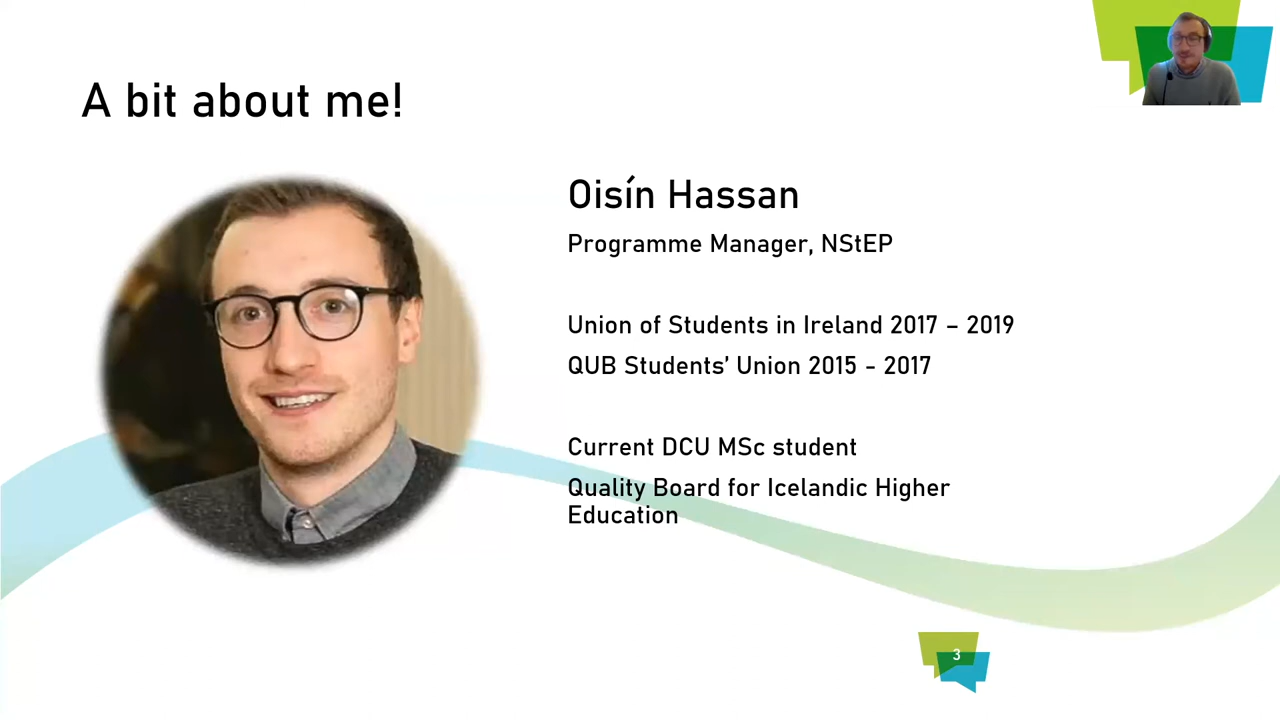 A bit about me!
Oisín Hassan
Programme Manager, NStEP
Union of Students in Ireland 2017 – 2019
QUB Students’ Union 2015 - 2017
Current DCU MSc student
Quality Board for Icelandic Higher
Education
3